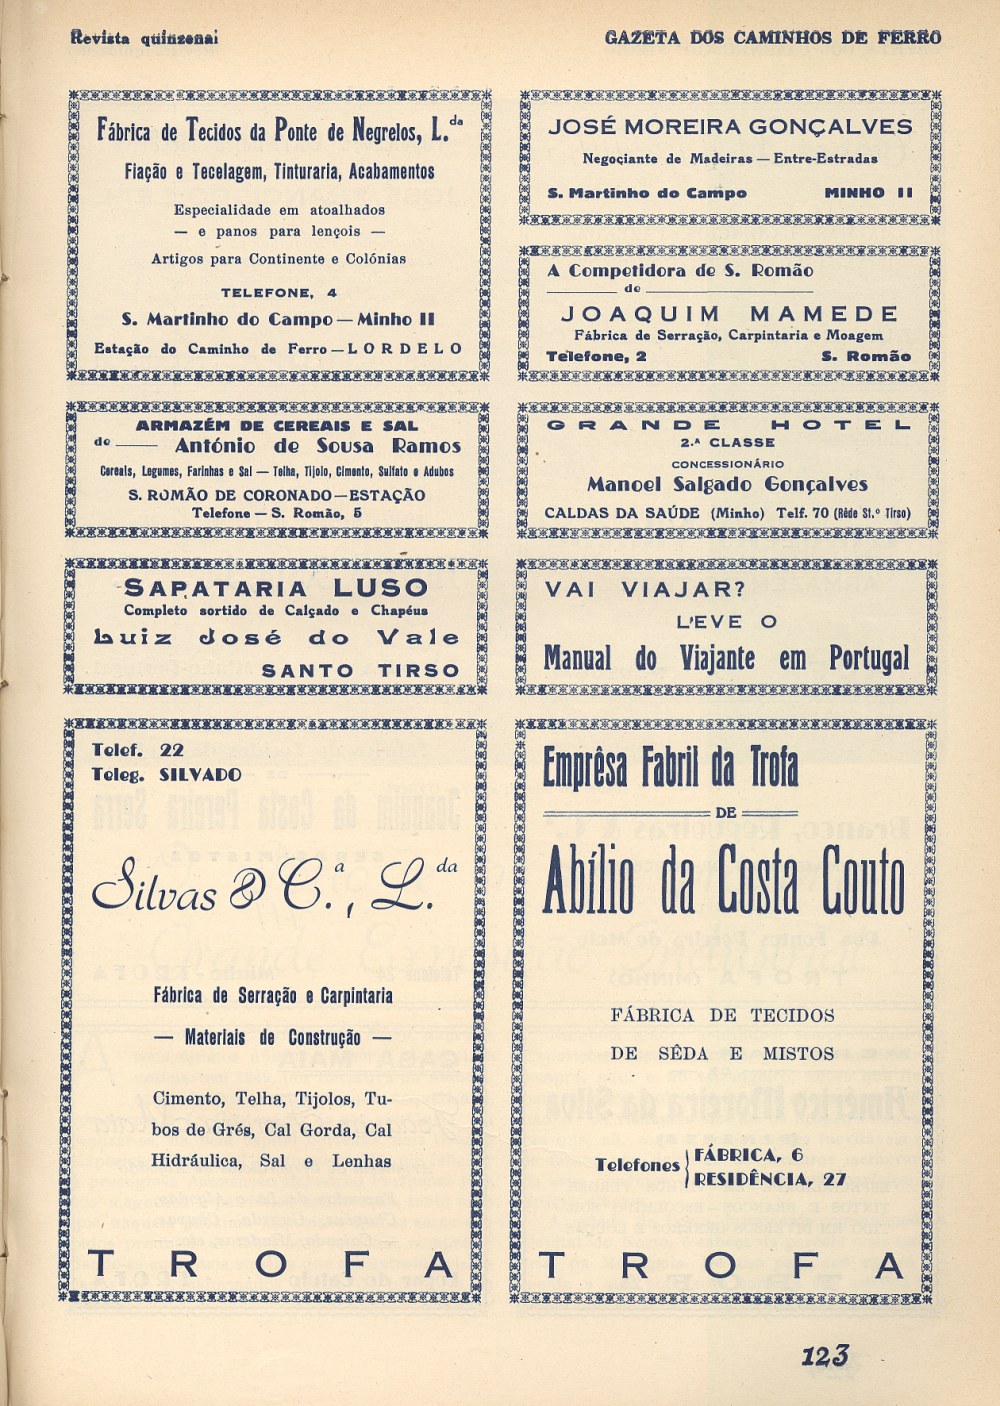 Revista quinzenal
GAZETA DOS CAMINHOS DE FERRO
Fábrica de Tecidos da Ponte de Negrelos, L.da
Fiação e Tecelagem, Tinturaria, Acabamentos
Especialidade em atoalhados
— e panos para lençois —
Artigos para Continente e Colónias
TELEFONE, 4
S. Martinho do Campo — Minho II
Estação do Caminho de Ferro — LORDELO
JOSÉ MOREIRA GONÇALVES
Negociante de Madeiras — Entre-Estradas
S. Martinho do Campo MINHO II
A Competidora de S. Romão
de
JOAQUIM MAMEDE
Fábrica de Serração, Carpintaria e Moagem
Telefone, 2 S. Romão
ARMAZÉM DE CEREAIS E SAL
de António de Sousa Ramos
Cereais, Legumes, Farinhas e Sal — Telha, Tijolo, Cimento, Sulfato e Adubos
S. ROMÃO DE CORONADO — ESTAÇÃO
Telefone — S. Romão, 5
GRANDE HOTEL
2.ª CLASSE
CONCESSIONÁRIO
Manoel Salgado Gonçalves
CALDAS DA SAÚDE (Minho) Telf. 70 (Rêde St.º Tirso)
SAPATARIA LUSO
Completo sortido de Calçado e Chapéus
Luiz José do Vale
SANTO TIRSO
VAI VIAJAR?
L'EVE O
Manual do Viajante em Portugal
Telef. 22
Teleg. SILVADO
Silvas & C.a, L.da
Fábrica de Serração e Carpintaria
— Materiais de Construção —
Cimento, Telha, Tijolos, Tu-
bos de Grés, Cal Gorda, Cal
Hidráulica, Sal e Lenhas
TROFA
Emprêsa Fabril da Trofa
DE
Abílio da Costa Couto
FÁBRICA DE TECIDOS
DE SÊDA E MISTOS
Telefones { FÁBRICA, 6
RESIDÊNCIA, 27
TROFA
123